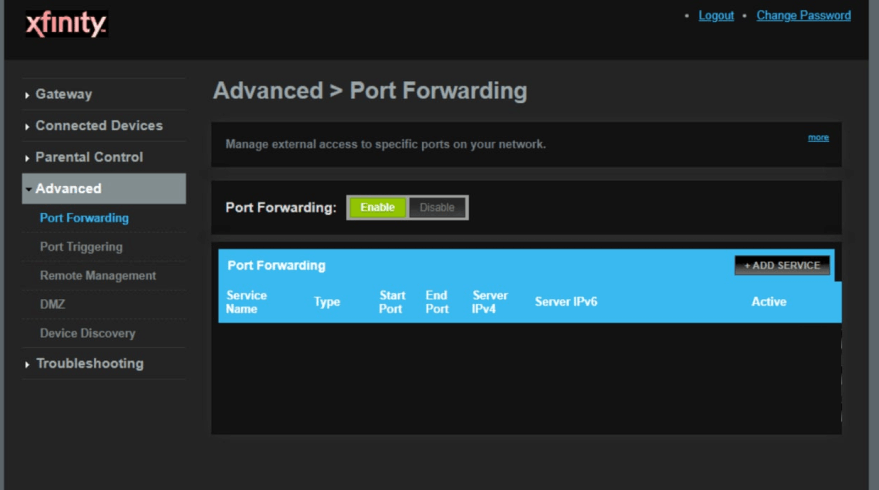 xfinity.
• Logout • Change Password
Gateway
Connected Devices
Parental Control
Advanced
Port Forwarding
Port Triggering
Remote Management
DMZ
Device Discovery
Troubleshooting
Advanced > Port Forwarding
Manage external access to specific ports on your network.
more
Port Forwarding: Enable Disable
Port Forwarding
+ ADD SERVICE
Service Name Type Start Port End Port Server IPv4 Server IPv6 Active